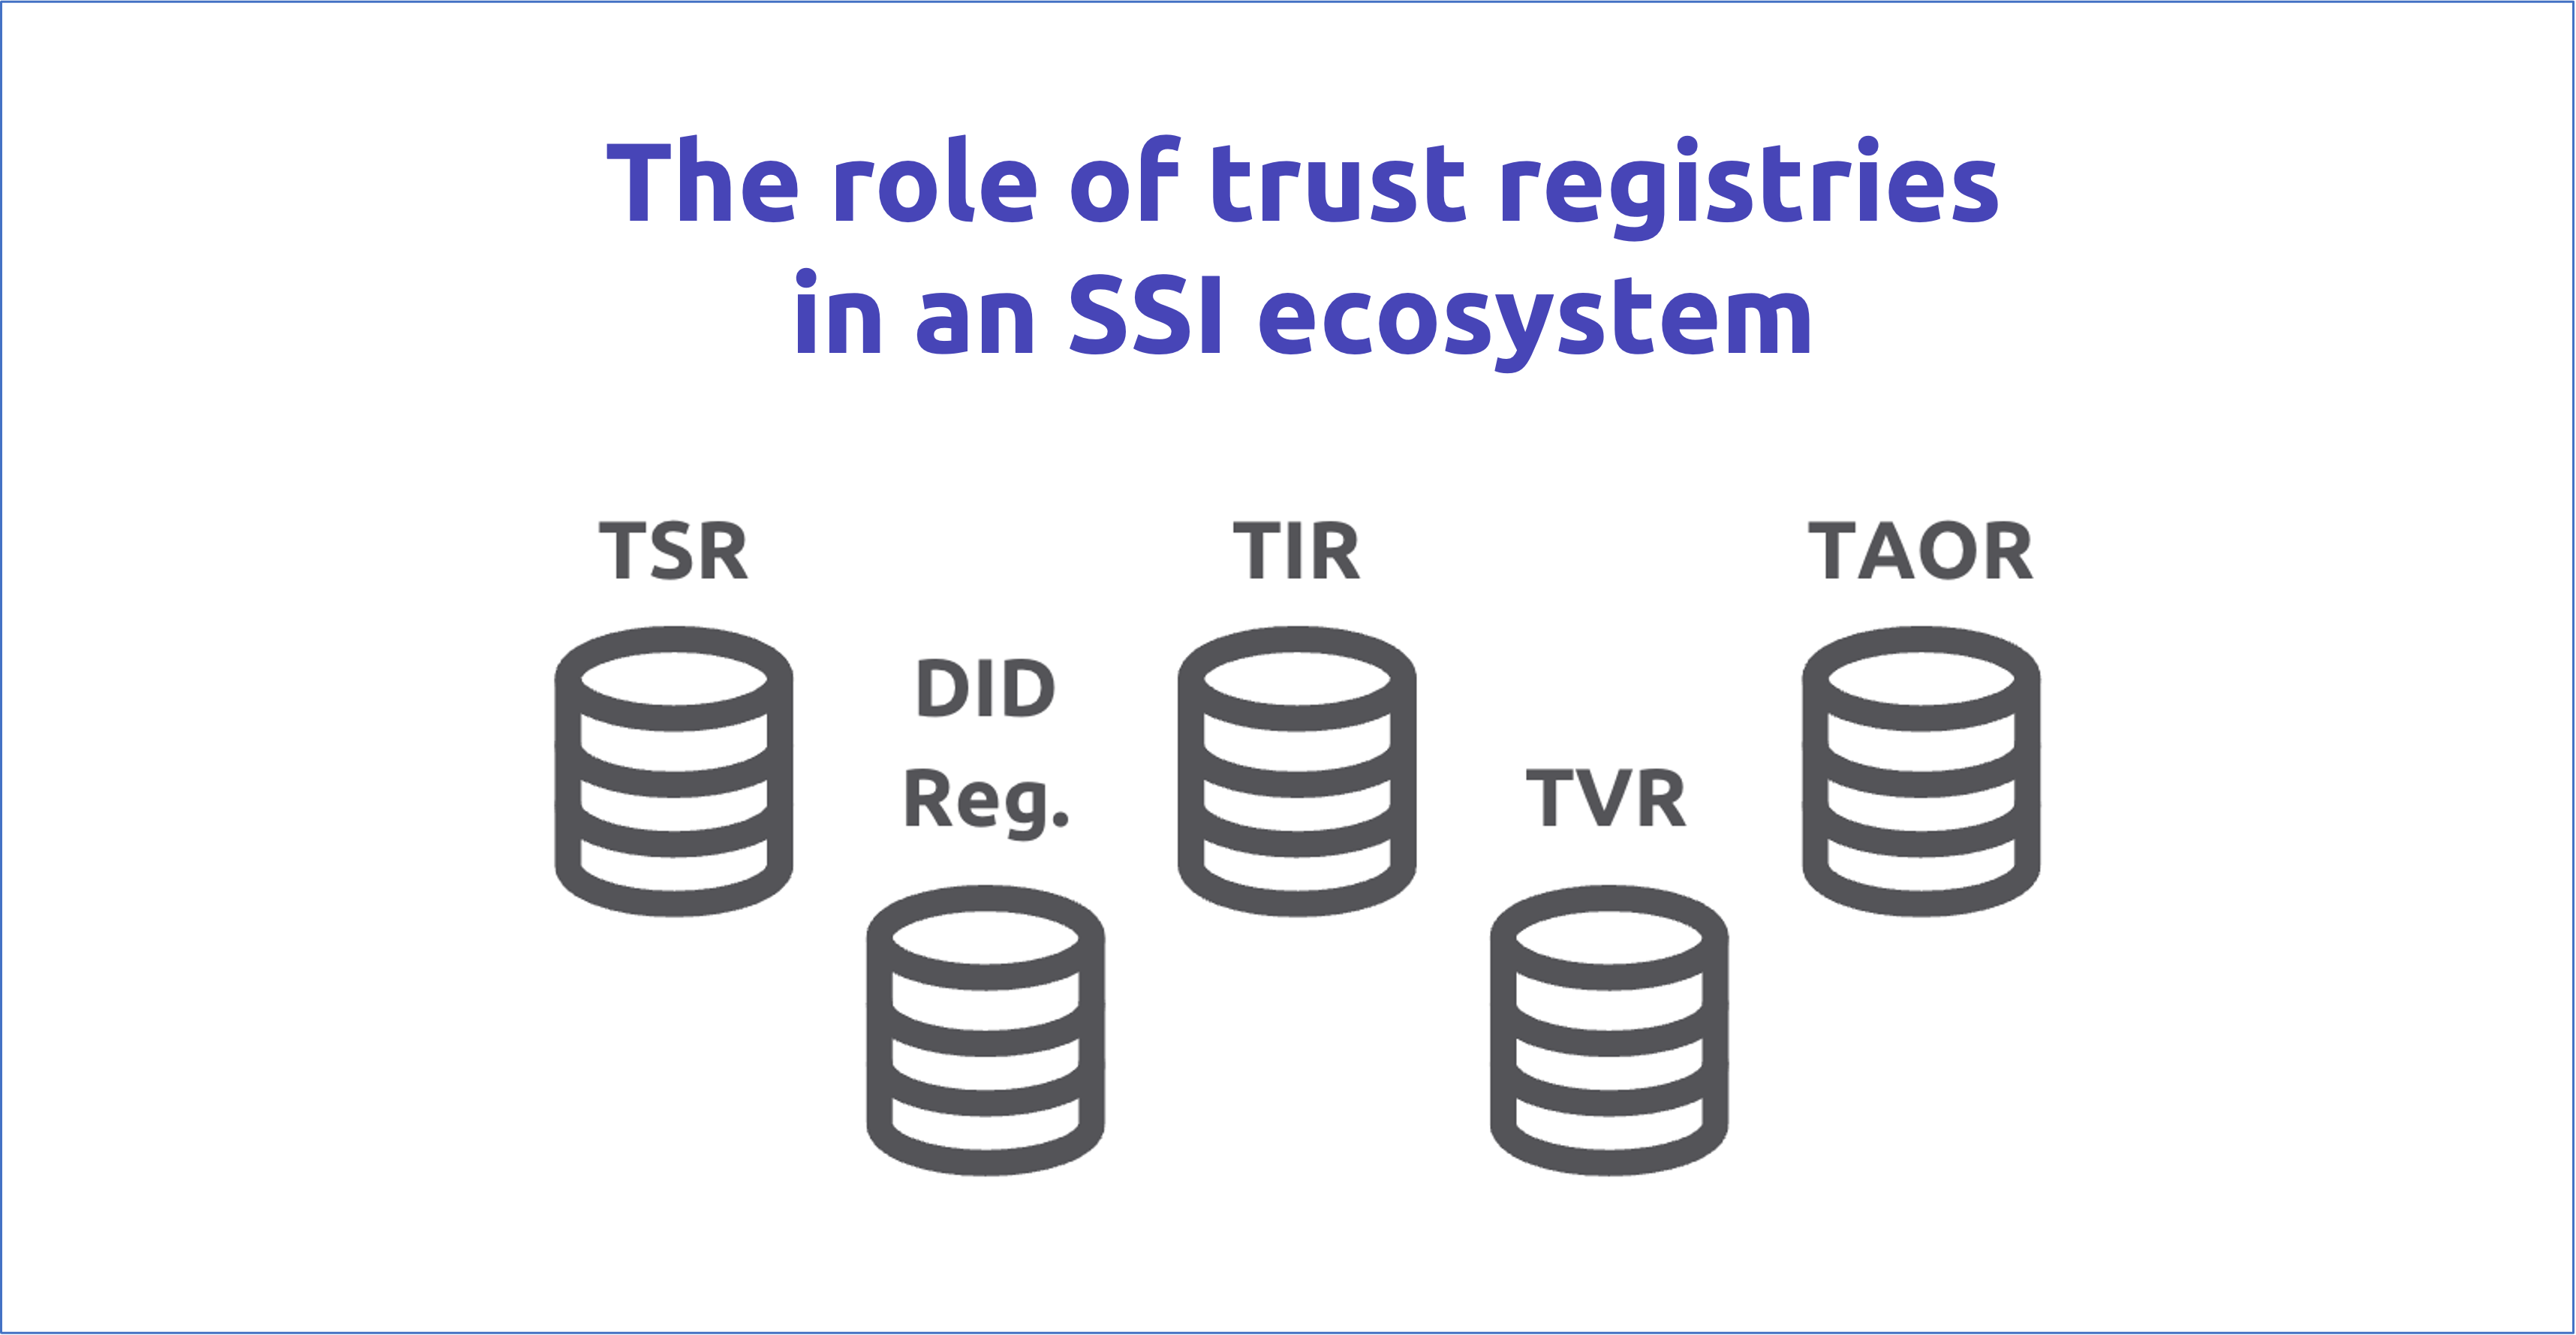 The role of trust registries
in an SSI ecosystem
TSR
TIR
TAOR
DID
Reg.
TVR